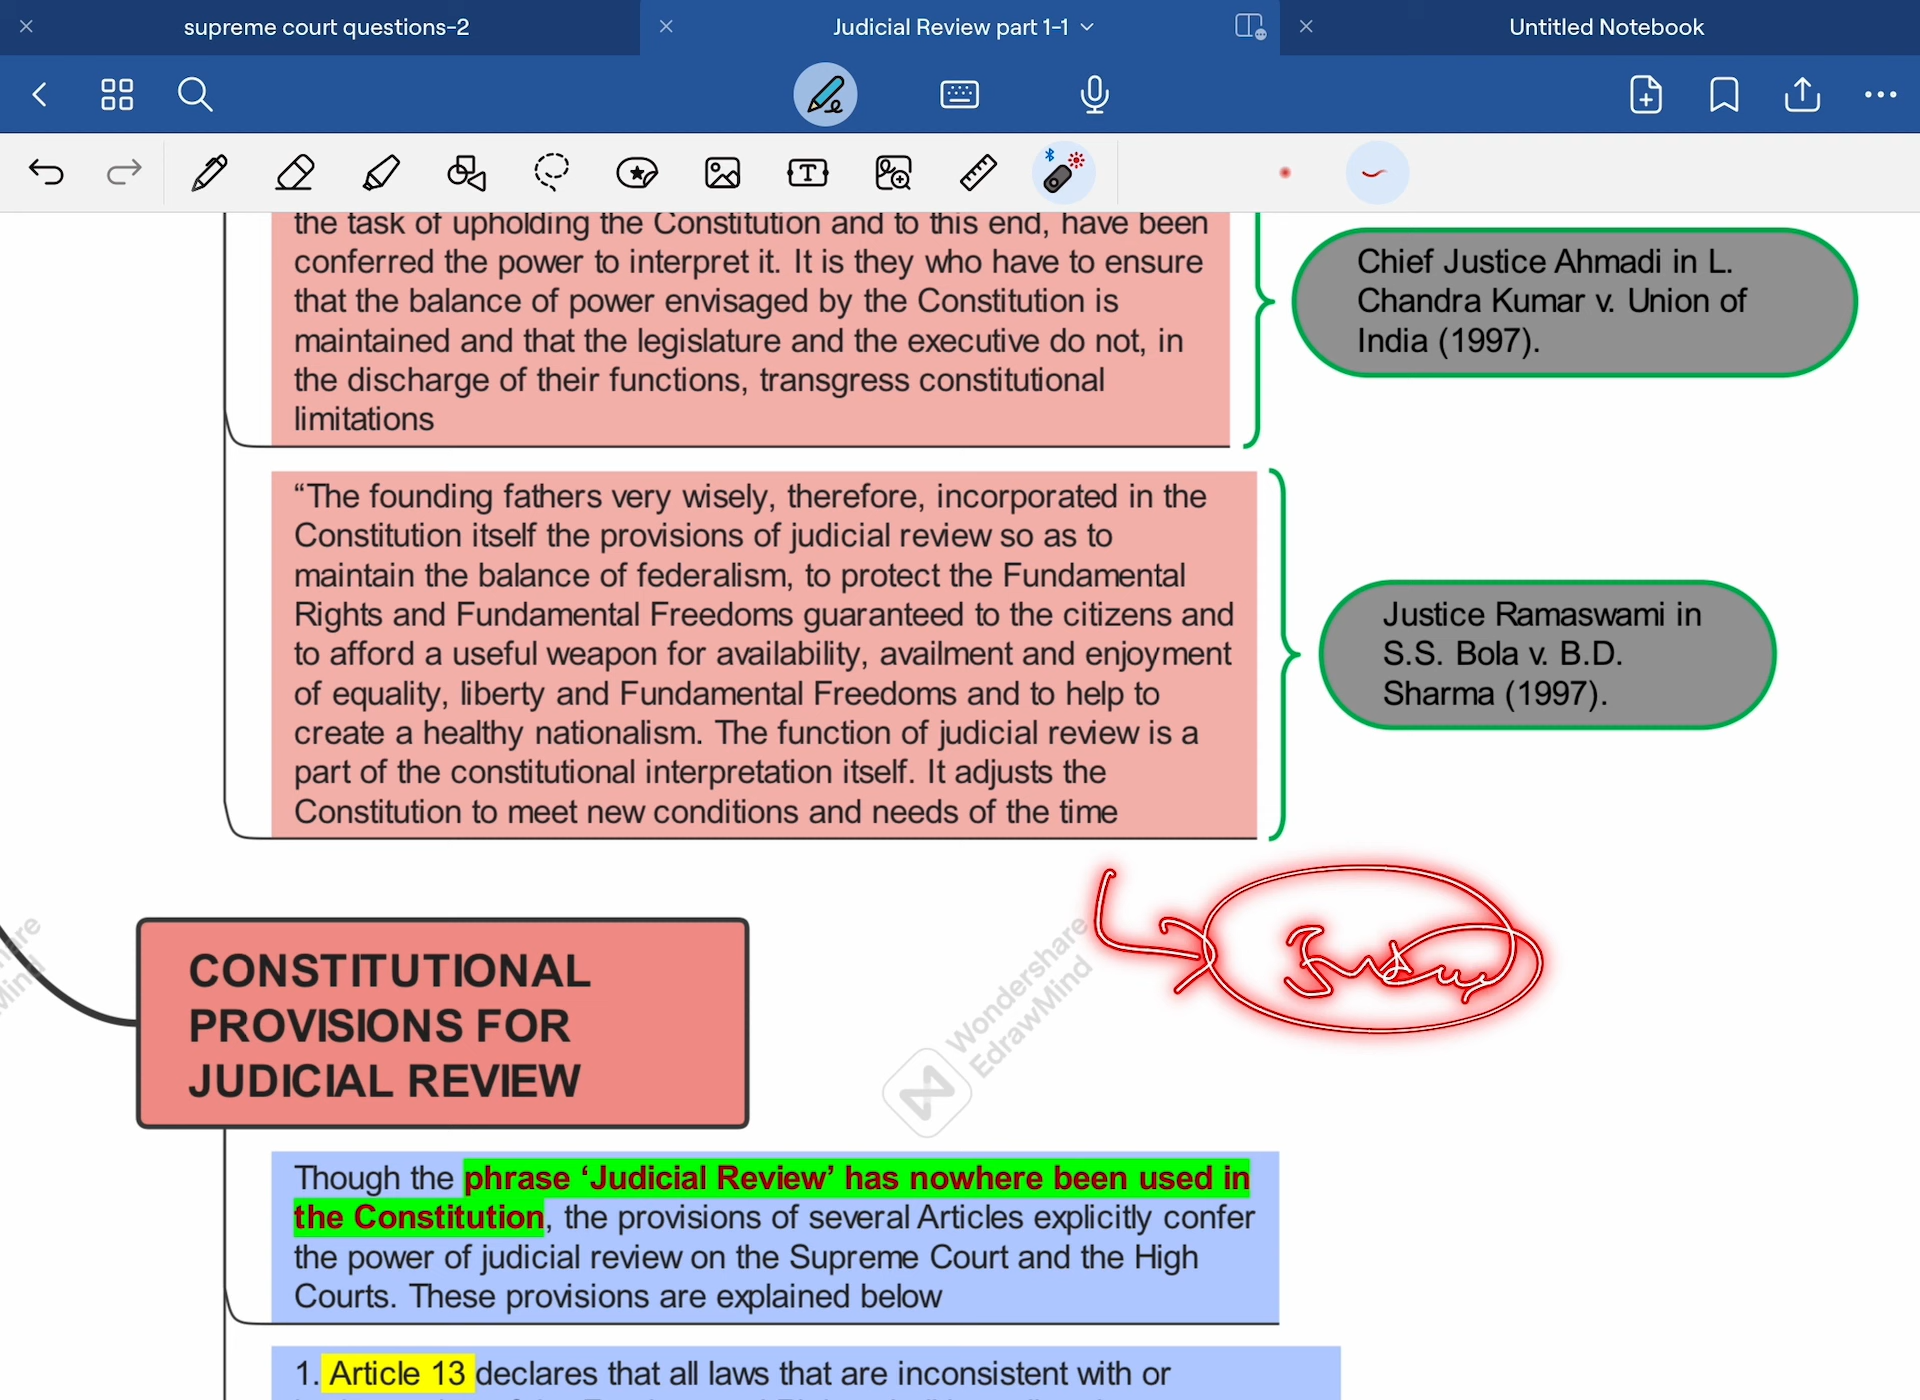 supreme court questions-2
Judicial Review part 1-1
Untitled Notebook
the task of upholding the Constitution and to this end, have been
conferred the power to interpret it. It is they who have to ensure
that the balance of power envisaged by the Constitution is
maintained and that the legislature and the executive do not, in
the discharge of their functions, transgress constitutional
limitations
Chief Justice Ahmadi in L.
Chandra Kumar v. Union of
India (1997).
“The founding fathers very wisely, therefore, incorporated in the
Constitution itself the provisions of judicial review so as to
maintain the balance of federalism, to protect the Fundamental
Rights and Fundamental Freedoms guaranteed to the citizens and
to afford a useful weapon for availability, availment and enjoyment
of equality, liberty and Fundamental Freedoms and to help to
create a healthy nationalism. The function of judicial review is a
part of the constitutional interpretation itself. It adjusts the
Constitution to meet new conditions and needs of the time
Justice Ramaswami in
S.S. Bola v. B.D.
Sharma (1997).
Wondershare
EdrawMind
CONSTITUTIONAL
PROVISIONS FOR
JUDICIAL REVIEW
Though the phrase ‘Judicial Review’ has nowhere been used in
the Constitution, the provisions of several Articles explicitly confer
the power of judicial review on the Supreme Court and the High
Courts. These provisions are explained below
1. Article 13 declares that all laws that are inconsistent with or